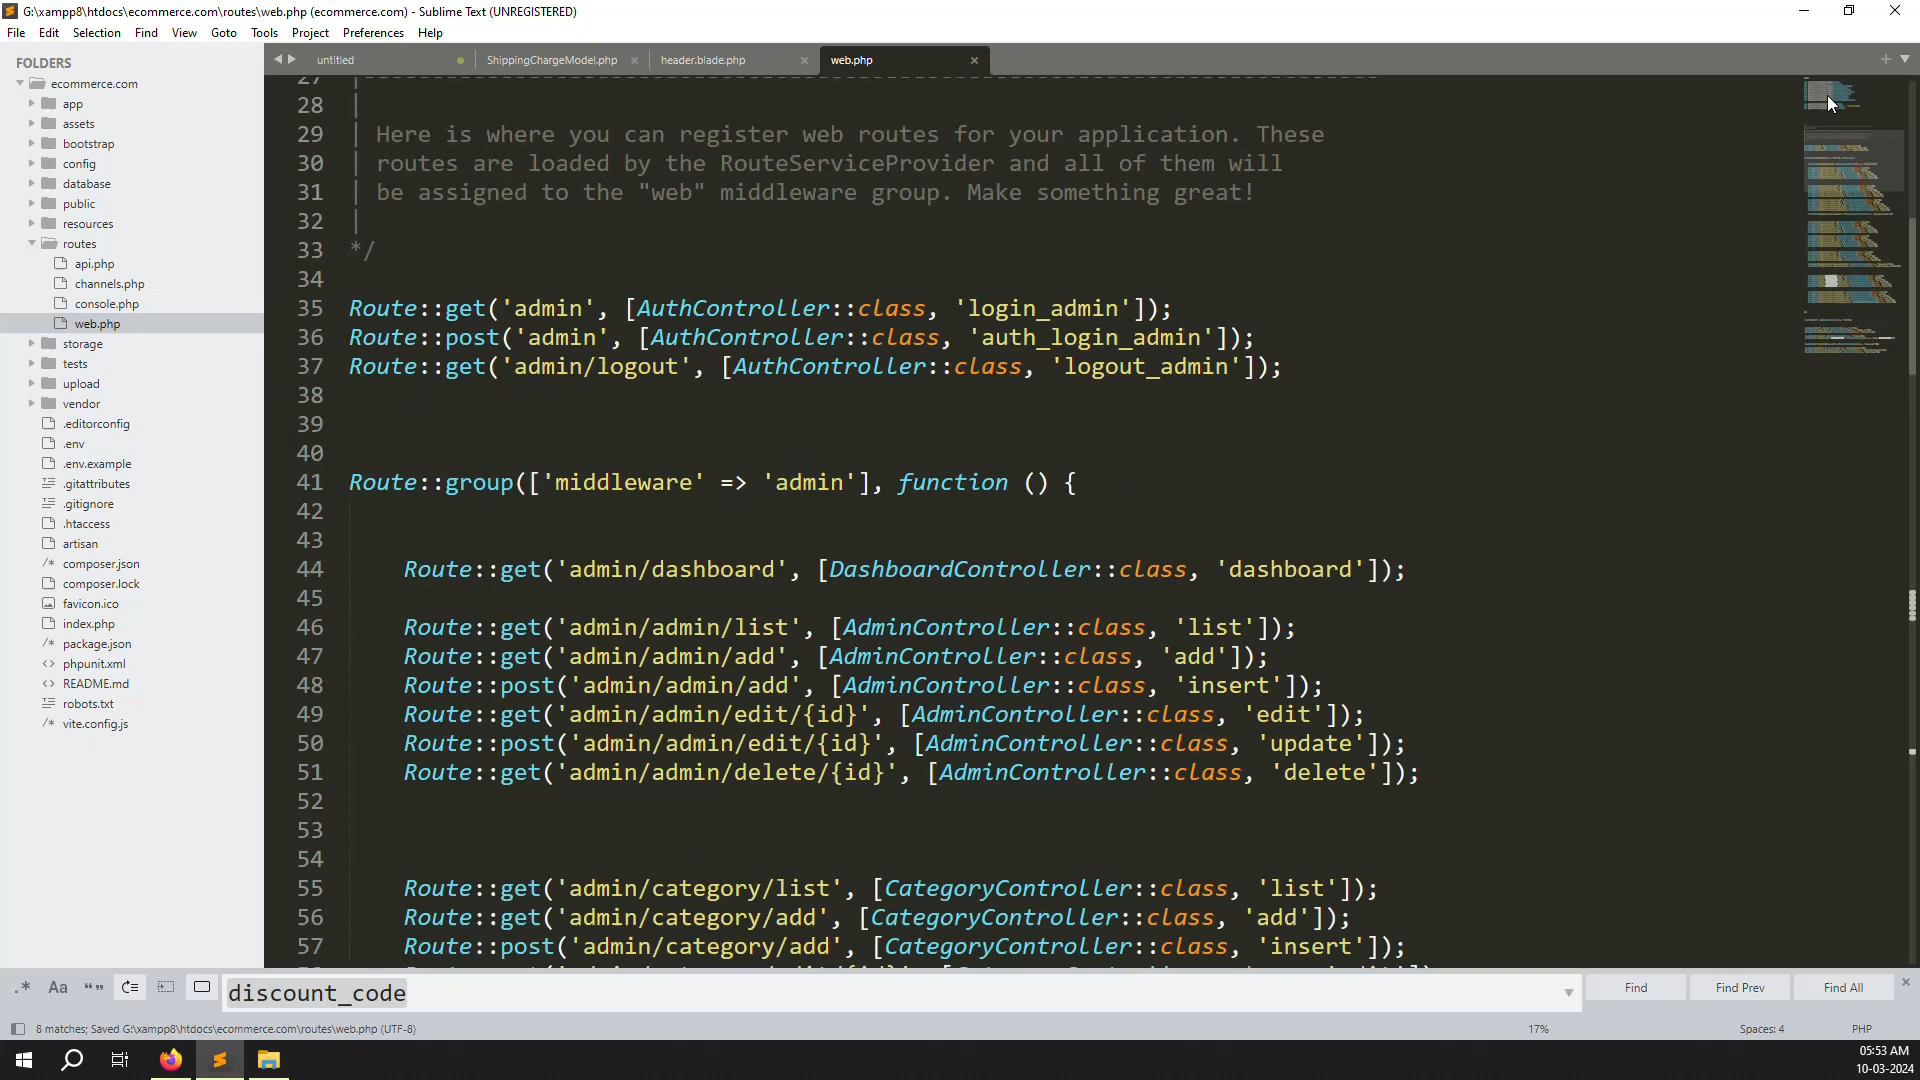 G:\xampp8\htdocs\ecommerce.com\routes\web.php (ecommerce.com) - Sublime Text (UNREGISTERED)
File Edit Selection Find View Goto Tools Project Preferences Help
FOLDERS
ecommerce.com
app
assets
bootstrap
config
database
public
resources
routes
api.php
channels.php
console.php
web.php
storage
tests
upload
vendor
.editorconfig
.env
.env.example
.gitattributes
.gitignore
.htaccess
artisan
composer.json
composer.lock
favicon.ico
index.php
package.json
phpunit.xml
README.md
robots.txt
vite.config.js
untitled ShippingChargeModel.php header.blade.php web.php
27 |--------------------------------------------------------------------------
28 |
29 | Here is where you can register web routes for your application. These
30 | routes are loaded by the RouteServiceProvider and all of them will
31 | be assigned to the "web" middleware group. Make something great!
32 |
33 */
34
35 Route::get('admin', [AuthController::class, 'login_admin']);
36 Route::post('admin', [AuthController::class, 'auth_login_admin']);
37 Route::get('admin/logout', [AuthController::class, 'logout_admin']);
38
39
40
41 Route::group(['middleware' => 'admin'], function () {
42
43
44 Route::get('admin/dashboard', [DashboardController::class, 'dashboard']);
45
46 Route::get('admin/admin/list', [AdminController::class, 'list']);
47 Route::get('admin/admin/add', [AdminController::class, 'add']);
48 Route::post('admin/admin/add', [AdminController::class, 'insert']);
49 Route::get('admin/admin/edit/{id}', [AdminController::class, 'edit']);
50 Route::post('admin/admin/edit/{id}', [AdminController::class, 'update']);
51 Route::get('admin/admin/delete/{id}', [AdminController::class, 'delete']);
52
53
54
55 Route::get('admin/category/list', [CategoryController::class, 'list']);
56 Route::get('admin/category/add', [CategoryController::class, 'add']);
57 Route::post('admin/category/add', [CategoryController::class, 'insert']);
.* Aa “” discount_code Find Find Prev Find All
8 matches; Saved G:\xampp8\htdocs\ecommerce.com\routes\web.php (UTF-8) 17% Spaces: 4 PHP
05:53 AM
10-03-2024